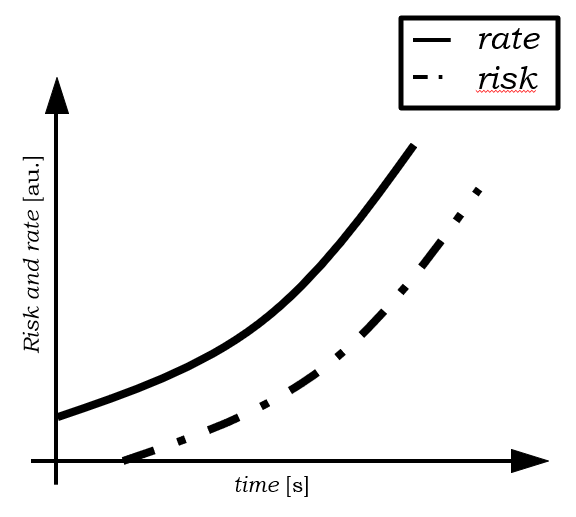 rate
risk
Risk and rate [au.]
time [s]